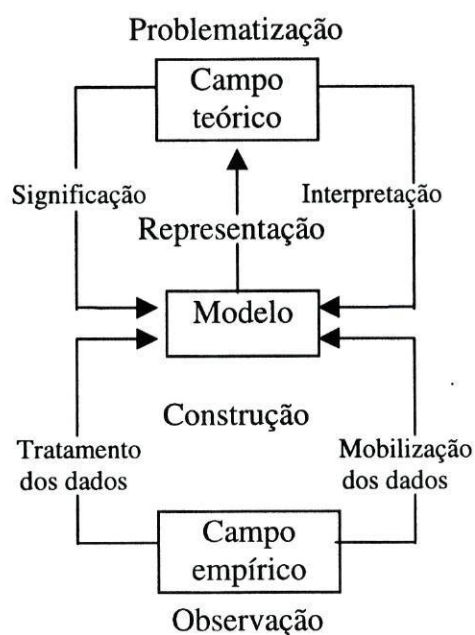 Problematização
Campo
teórico
Significação
Interpretação
Representação
Modelo
Construção
Tratamento
dos dados
Mobilização
dos dados
Campo
empírico
Observação